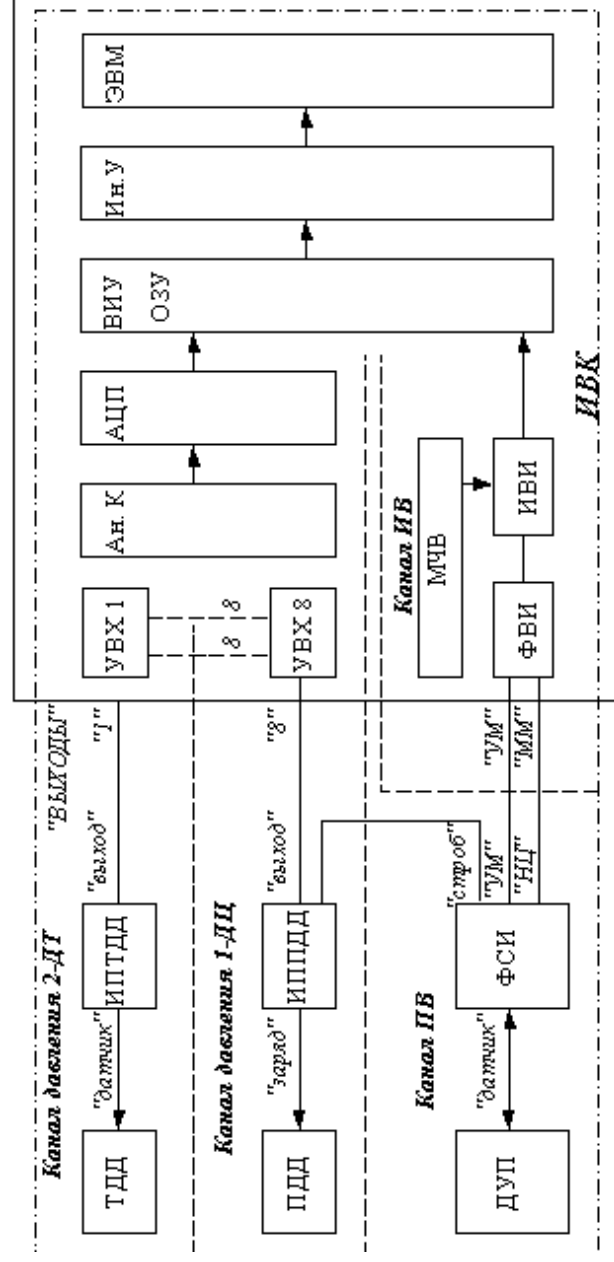 Канал давления 2-ДТ
ТДД
"датчик"
ИПТДД
"выход"
"ВЫХОДЫ"
"1"
УВХ 1
8
8
Ан. К
АЦП
ВИУ
ОЗУ
Ин. У
ЭВМ
Канал давления 1-ДЦ
ПДД
"заряд"
ИППДД
"выход"
"8"
УВХ 8
Канал ПВ
ДУП
"датчик"
ФСИ
"строб"
"УМ"
"НЦ"
"УМ"
"ММ"
Канал ИВ
МЧВ
ФВИ
ИВИ
ИВК